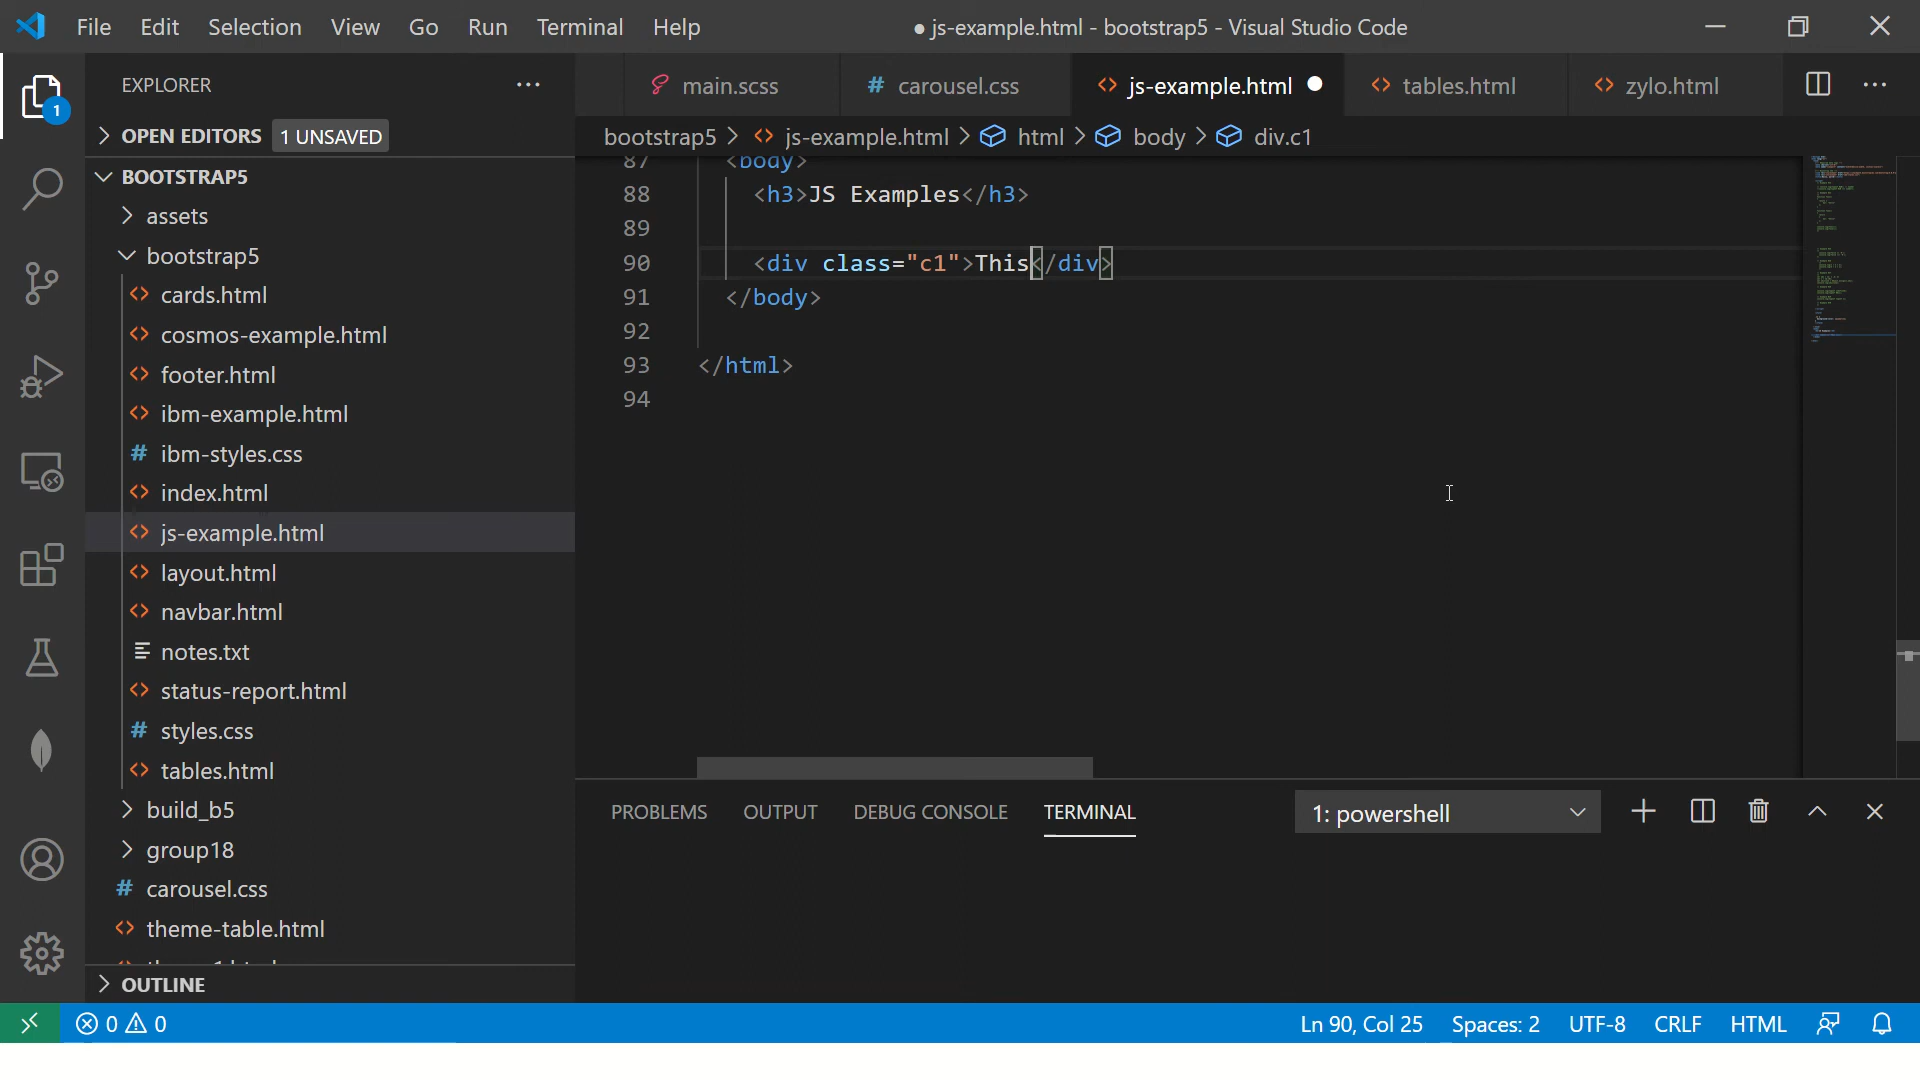 File Edit Selection View Go Run Terminal Help
● js-example.html - bootstrap5 - Visual Studio Code
1
EXPLORER
OPEN EDITORS 1 UNSAVED
BOOTSTRAP5
assets
bootstrap5
cards.html
cosmos-example.html
footer.html
ibm-example.html
ibm-styles.css
index.html
js-example.html
layout.html
navbar.html
notes.txt
status-report.html
styles.css
tables.html
build_b5
group18
carousel.css
theme-table.html
OUTLINE
main.scss carousel.css js-example.html tables.html zylo.html
bootstrap5 > js-example.html > html > body > div.c1
87 <body>
88 <h3>JS Examples</h3>
89
90 <div class="c1">This</div>
91 </body>
92
93 </html>
94
PROBLEMS OUTPUT DEBUG CONSOLE TERMINAL 1: powershell
0 0 Ln 90, Col 25 Spaces: 2 UTF-8 CRLF HTML